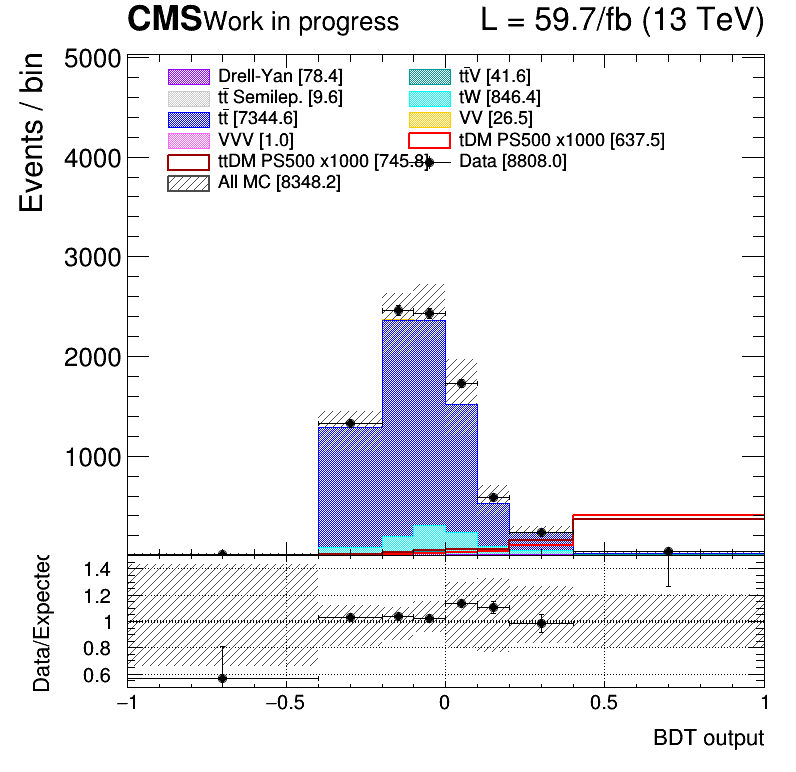 CMS Work in progress L = 59.7/fb (13 TeV)
Events / bin
5000
4000
3000
2000
1000
Drell-Yan [78.4] tt̄V [41.6]
tt̄ Semilep. [9.6] tW [846.4]
tt̄ [7344.6] VV [26.5]
VVV [1.0] tDM PS500 x1000 [637.5]
ttDM PS500 x1000 [745.8] Data [8808.0]
All MC [8348.2]
Data/Expected
1.4
1.2
1
0.8
0.6
−1 −0.5 0 0.5 1
BDT output